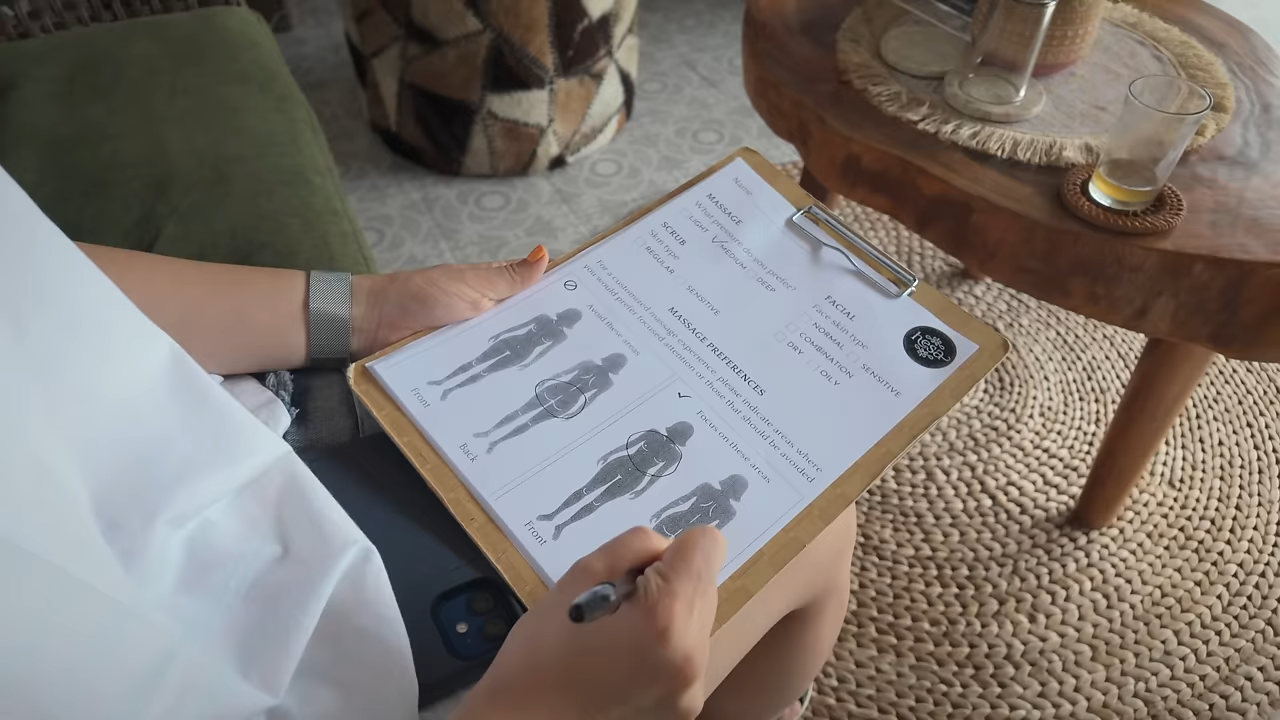 Name
MASSAGE
What pressure do you prefer?
LIGHT MEDIUM DEEP
SCRUB
Skin type
REGULAR SENSITIVE
FACIAL
Face skin type
NORMAL SENSITIVE
COMBINATION
DRY OILY
MASSAGE PREFERENCES
For a customized massage experience, please indicate areas where
you would prefer focused attention or those that should be avoided
Avoid these areas
Front
Back
Focus on these areas
Front